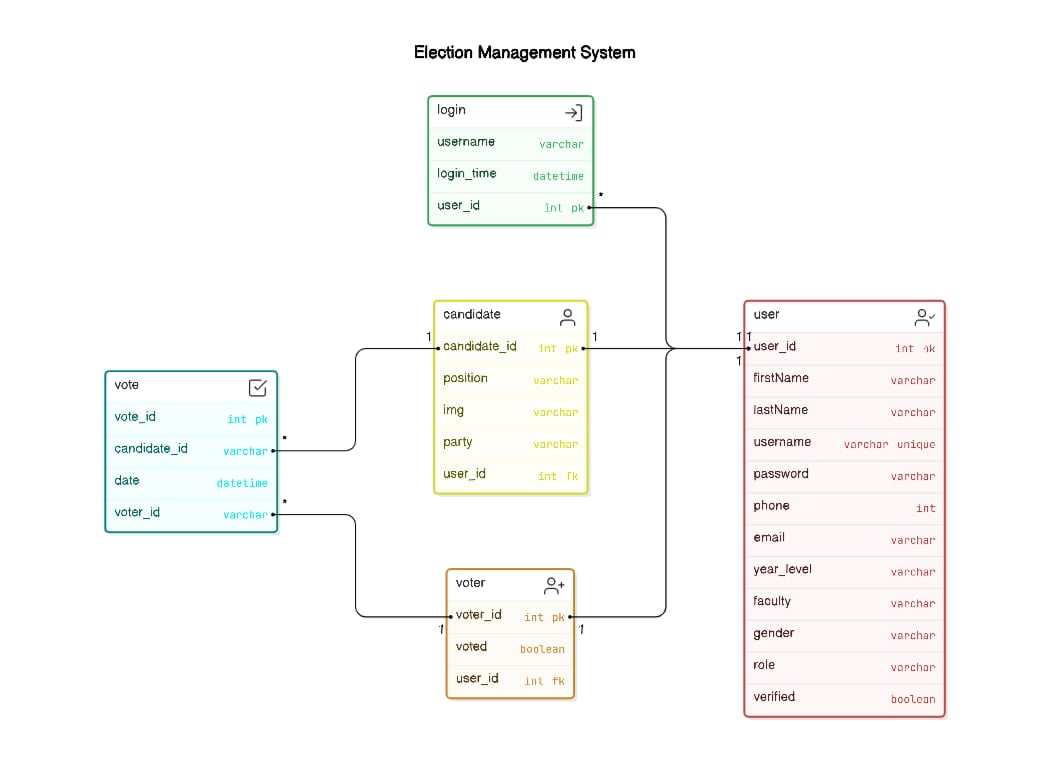 Election Management System
login
username varchar
login_time datetime
user_id int pk
*
candidate
1 candidate_id int pk 1
position varchar
img varchar
party varchar
user_id int fk
user
1 1
user_id int pk
1
firstName varchar
lastName varchar
username varchar unique
password varchar
phone int
email varchar
year_level varchar
faculty varchar
gender varchar
role varchar
verified boolean
vote
vote_id int pk
*
candidate_id varchar
date datetime
*
voter_id varchar
voter
voter_id int pk
1 1
voted boolean
user_id int fk